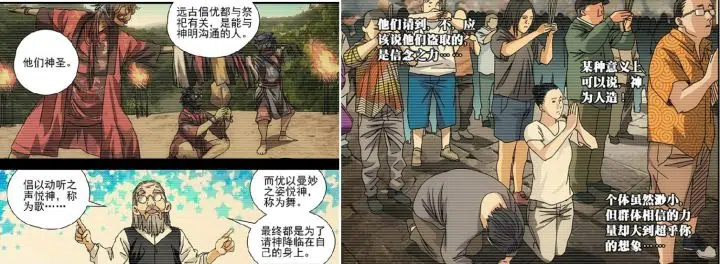 远古倡优都与祭
祀有关，是能与
神明沟通的人。
他们神圣。
倡以动听之
声悦神，称
为歌……
而优以曼妙
之姿悦神，
称为舞。
最终都是为了
请神降临在自
己的身上。
他们请到，不，应
该说他们盗取的，
是信念之力……
某种意义上
可以说，神
为人造！
个体虽然渺小，
但群体相信的力
量却大到超乎你
的想象……